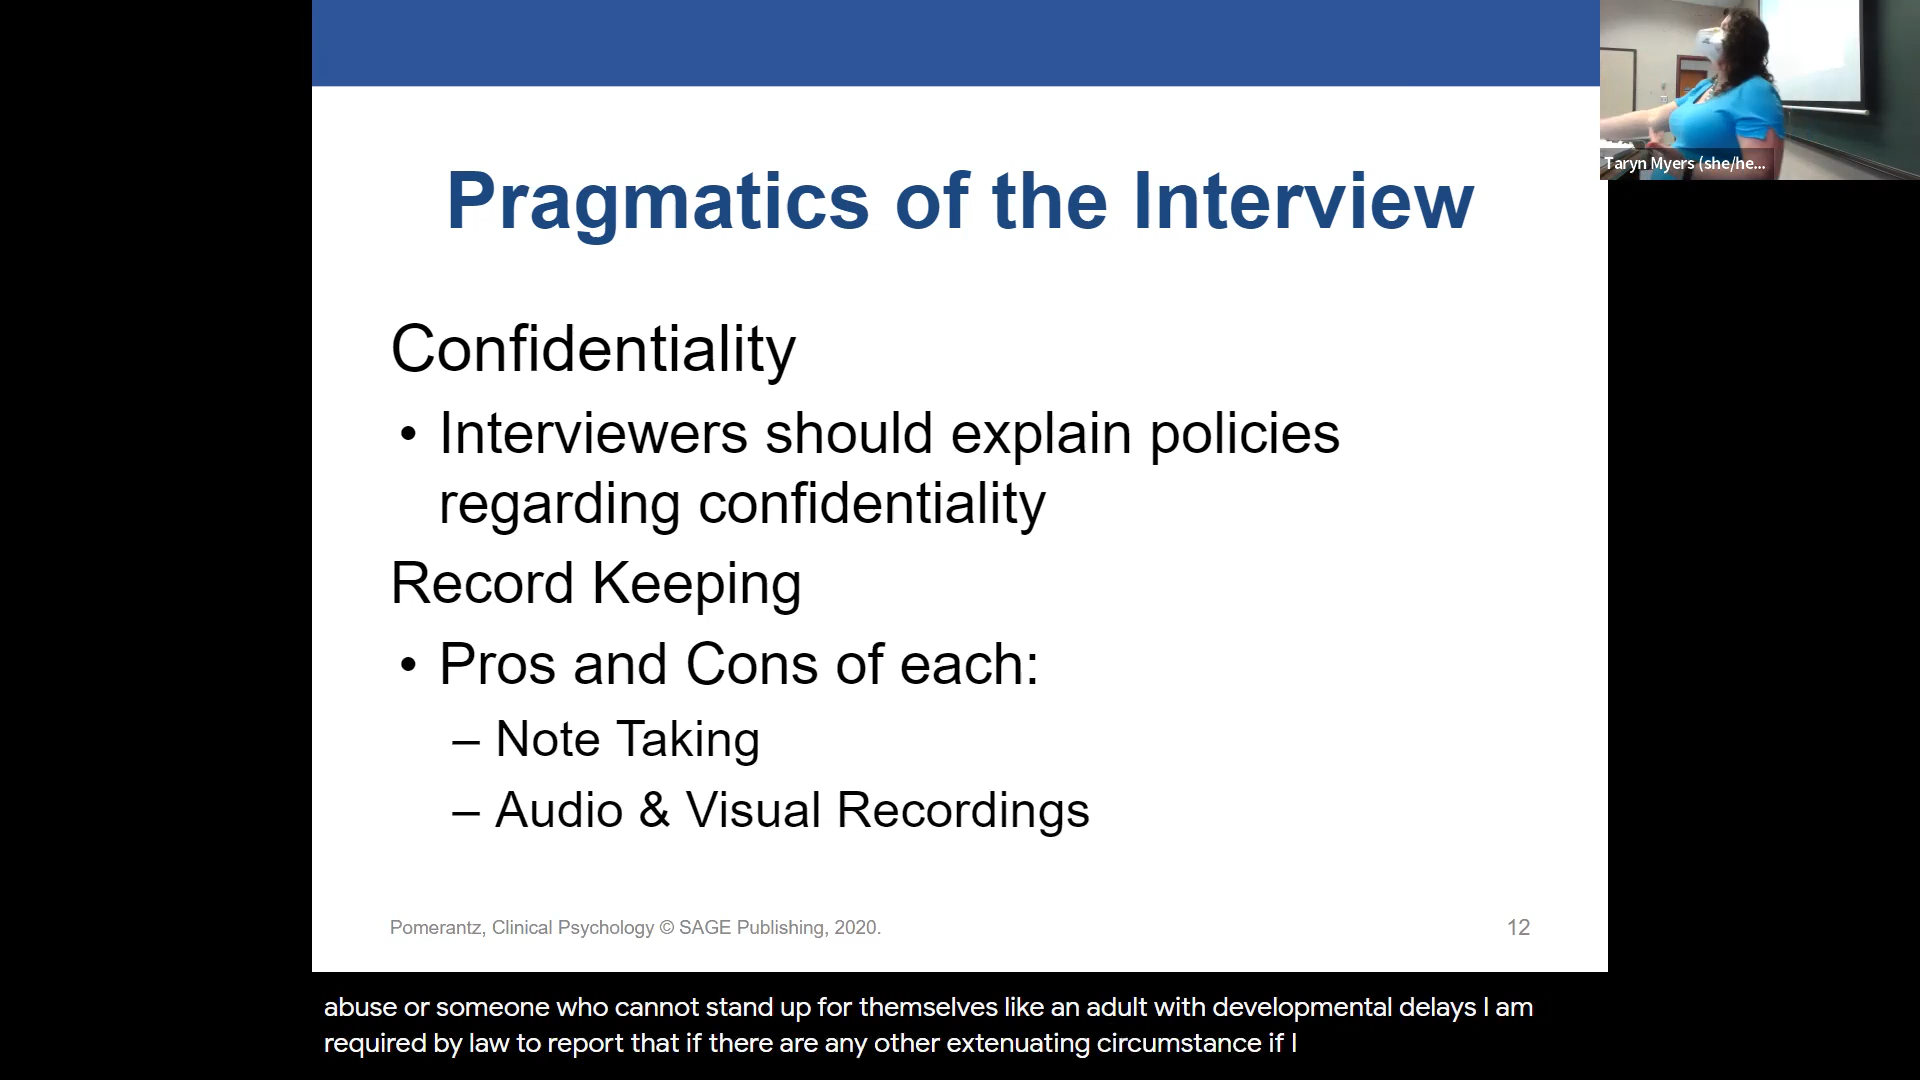 Pragmatics of the Interview
Confidentiality
• Interviewers should explain policies
regarding confidentiality
Record Keeping
• Pros and Cons of each:
– Note Taking
– Audio & Visual Recordings
Pomerantz, Clinical Psychology © SAGE Publishing, 2020.
12
Taryn Myers (she/he...
abuse or someone who cannot stand up for themselves like an adult with developmental delays I am
required by law to report that if there are any other extenuating circumstance if I